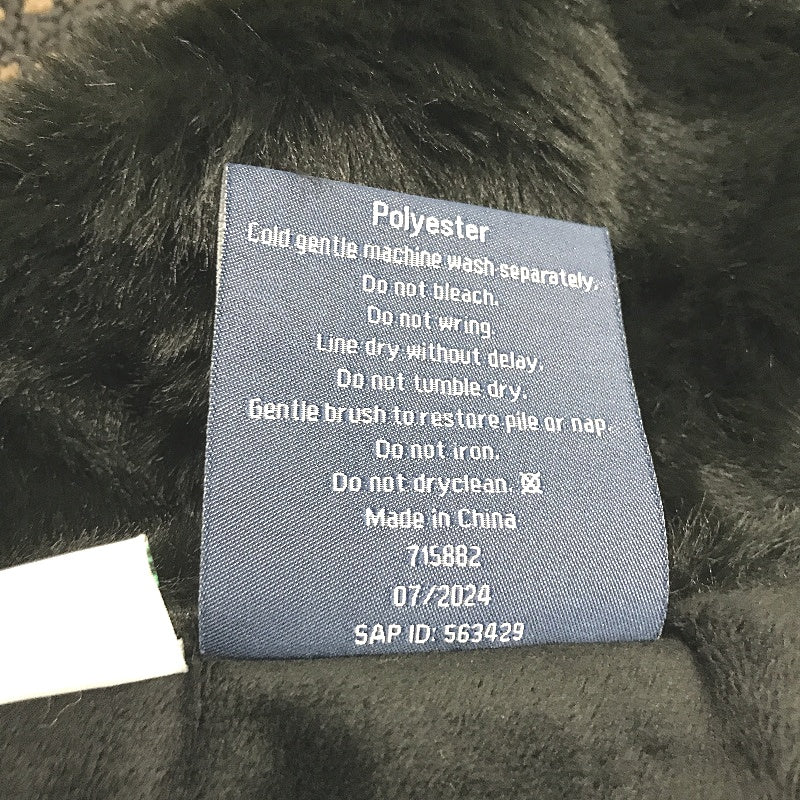 Polyester
Cold gentle machine wash separately.
Do not bleach.
Do not wring.
Line dry without delay.
Do not tumble dry.
Gentle brush to restore pile or nap.
Do not iron.
Do not dryclean.
Made in China
715882
07/2024
SAP ID: 563429